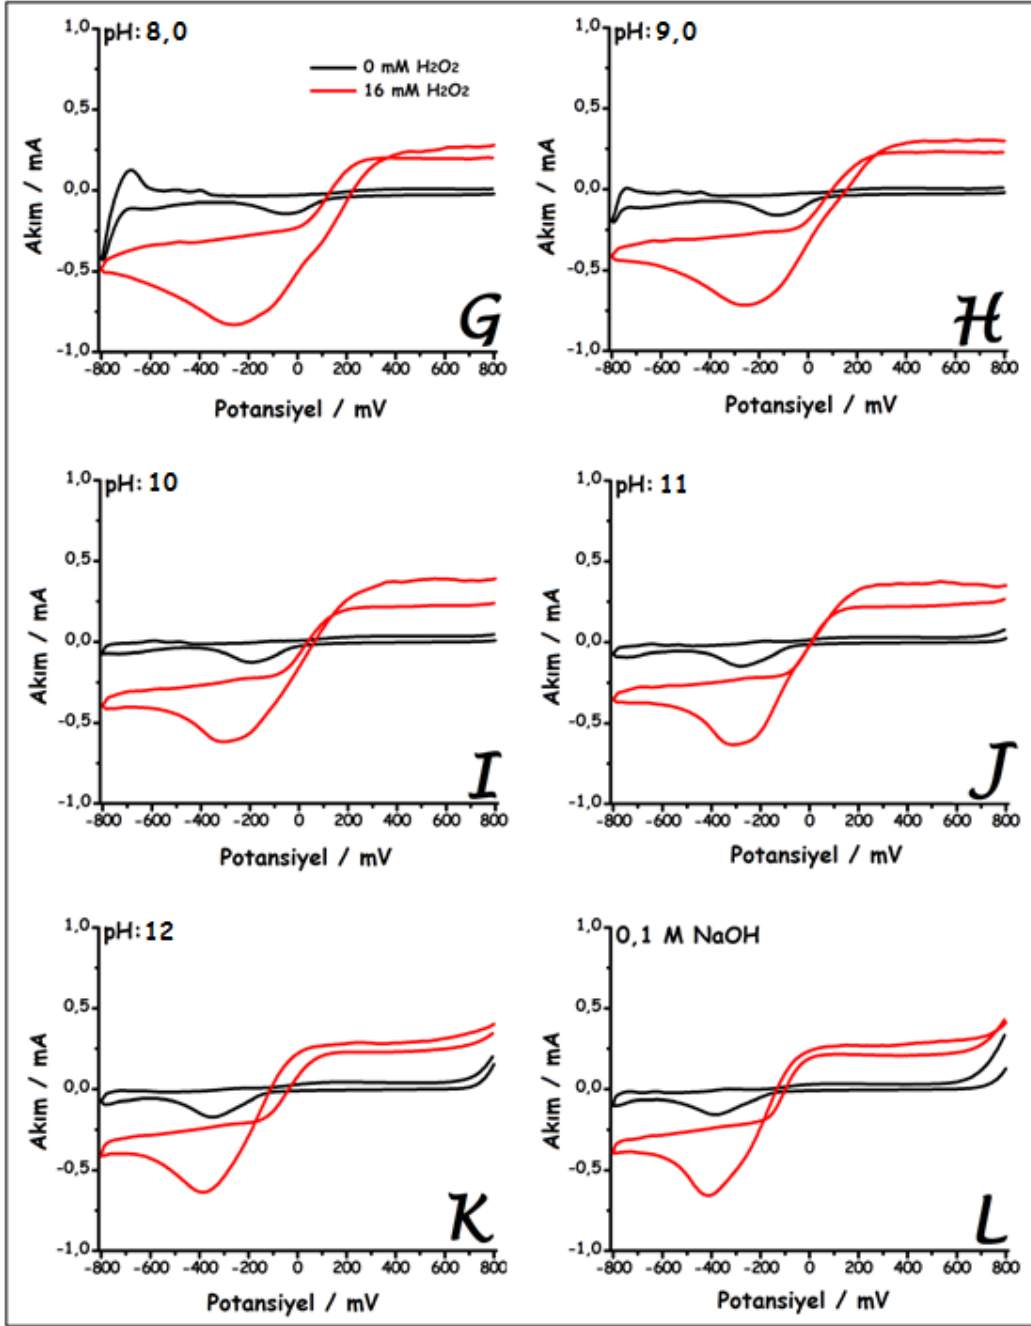 pH: 8,0
0 mM H2O2
16 mM H2O2
1,0
0,5
0,0
-0,5
-1,0
Akım / mA
-800 -600 -400 -200 0 200 400 600 800
Potansiyel / mV
G
pH: 9,0
1,0
0,5
0,0
-0,5
-1,0
Akım / mA
-800 -600 -400 -200 0 200 400 600 800
Potansiyel / mV
H
pH: 10
1,0
0,5
0,0
-0,5
-1,0
Akım / mA
-800 -600 -400 -200 0 200 400 600 800
Potansiyel / mV
I
pH: 11
1,0
0,5
0,0
-0,5
-1,0
Akım / mA
-800 -600 -400 -200 0 200 400 600 800
Potansiyel / mV
J
pH: 12
1,0
0,5
0,0
-0,5
-1,0
Akım / mA
-800 -600 -400 -200 0 200 400 600 800
Potansiyel / mV
K
0,1 M NaOH
1,0
0,5
0,0
-0,5
-1,0
Akım / mA
-800 -600 -400 -200 0 200 400 600 800
Potansiyel / mV
L